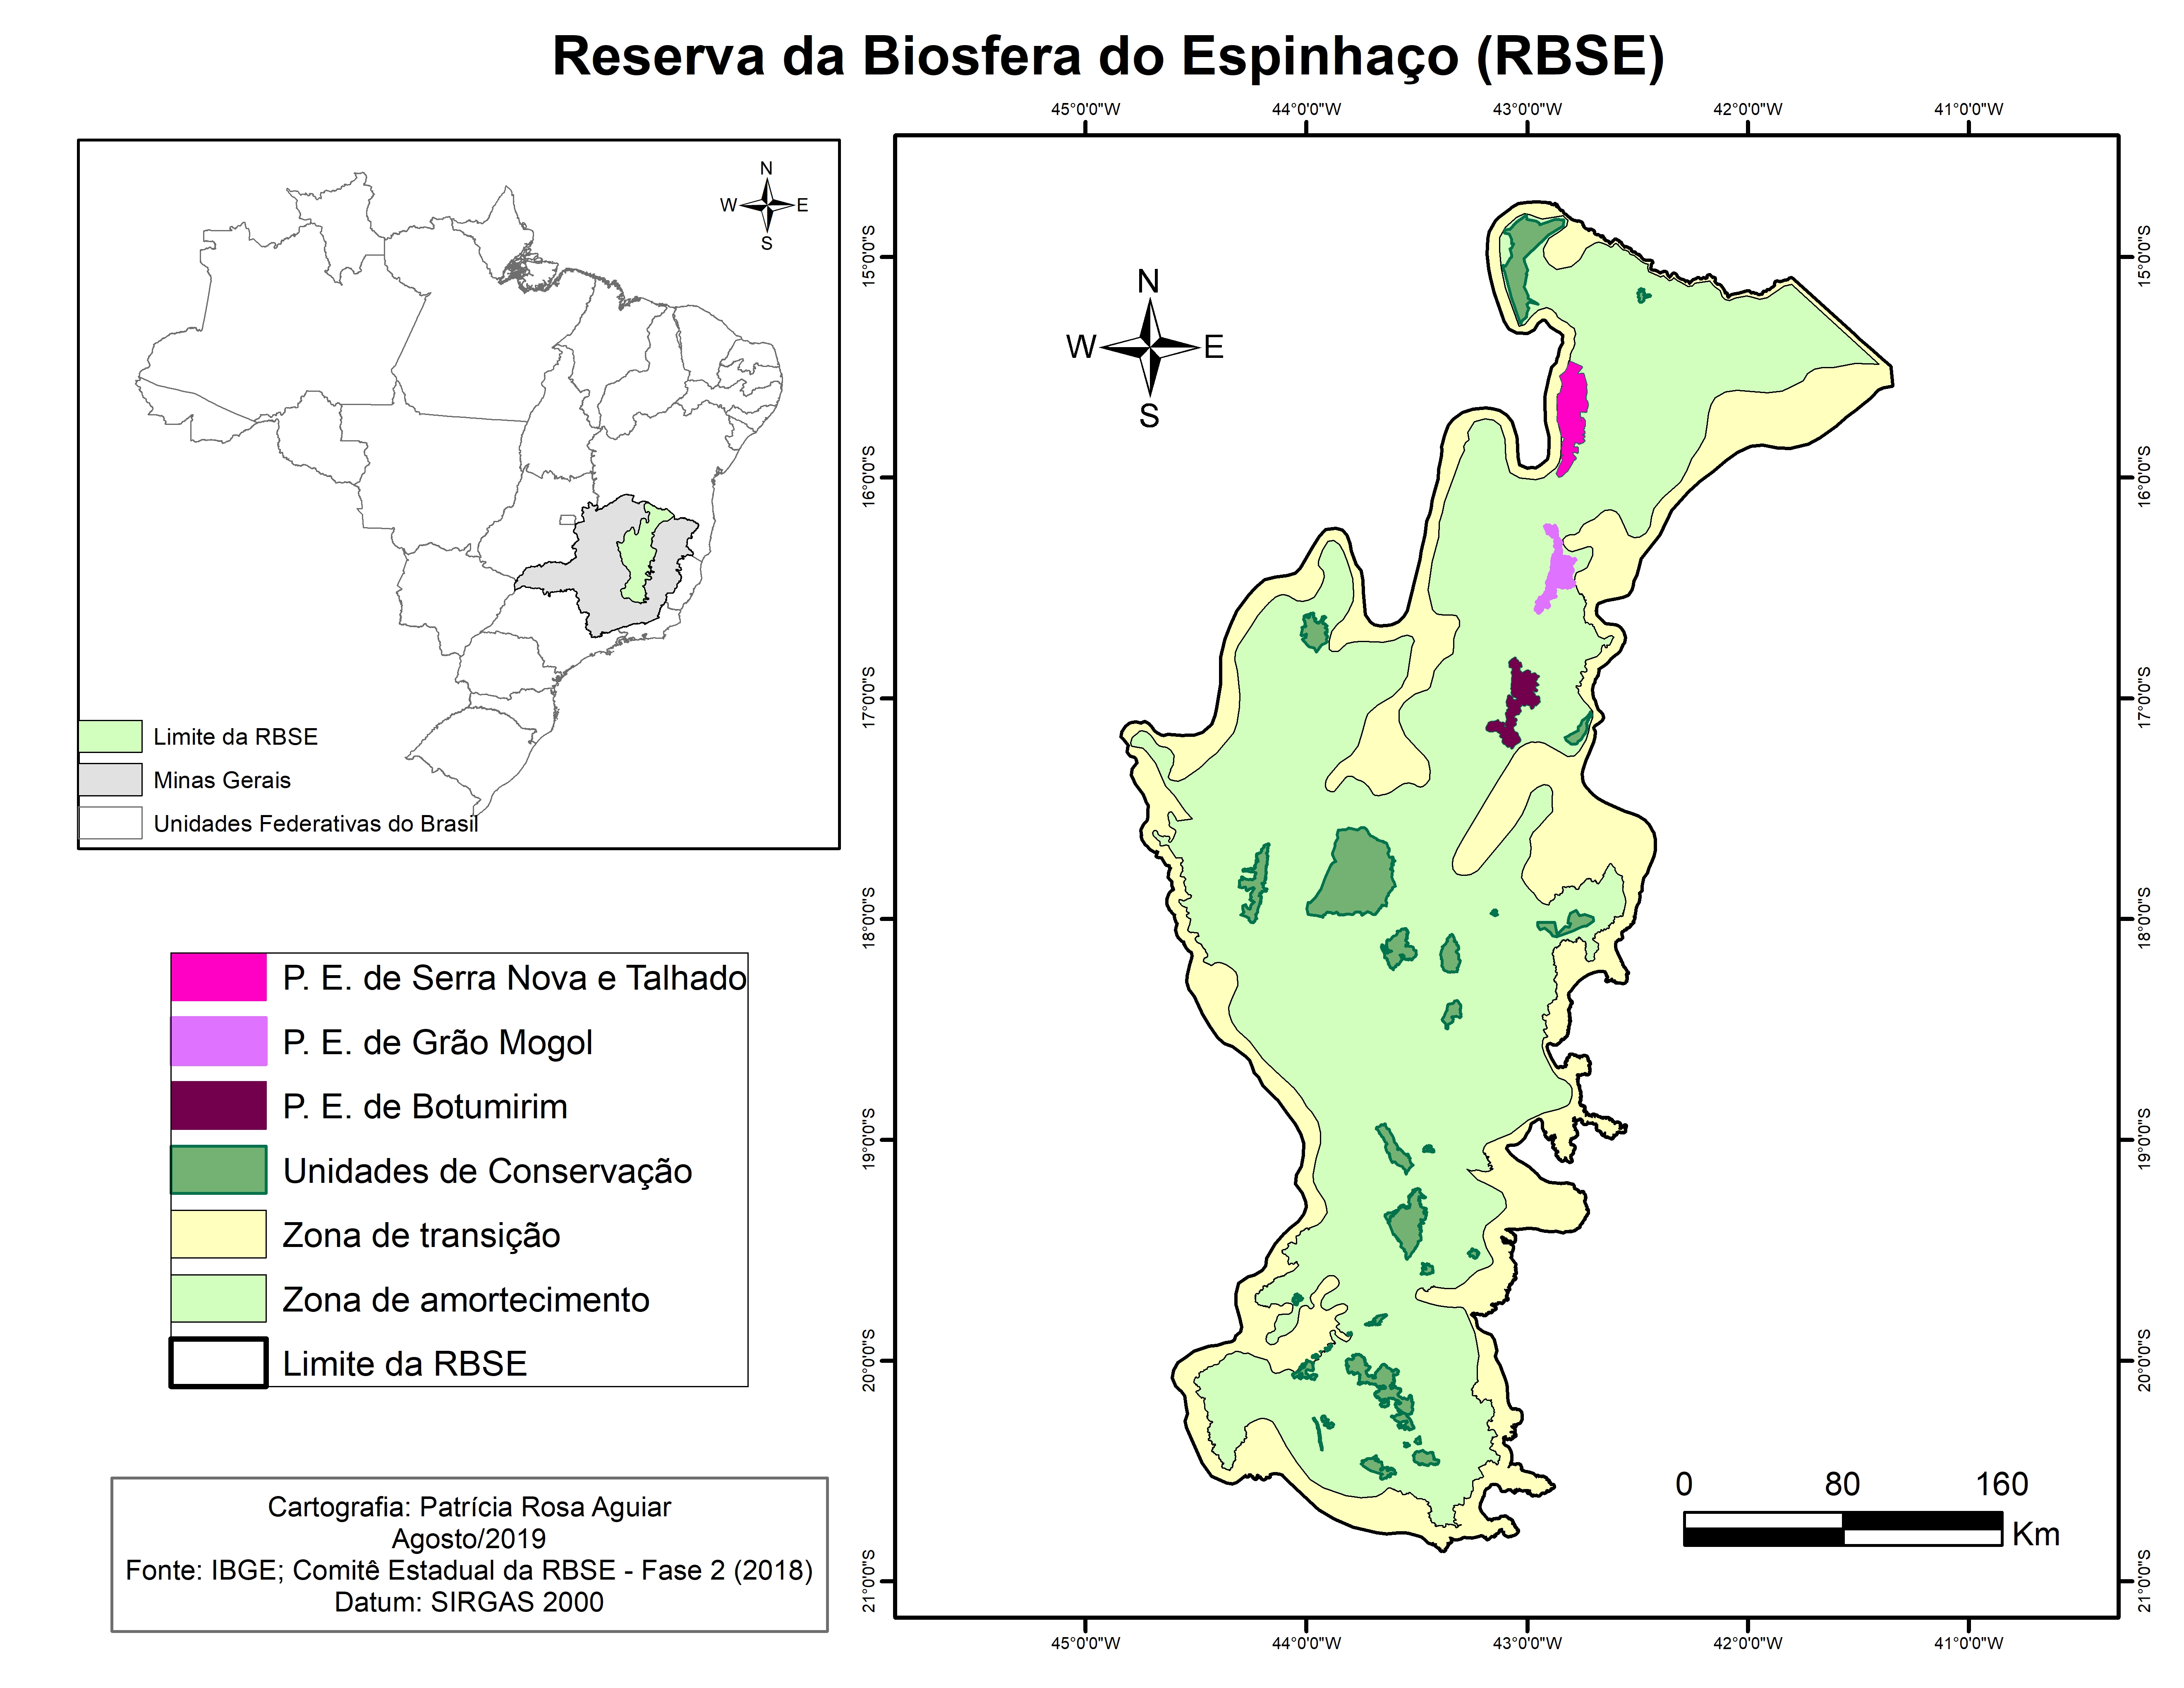 Reserva da Biosfera do Espinhaço (RBSE)
N
W E
S
Limite da RBSE
Minas Gerais
Unidades Federativas do Brasil
P. E. de Serra Nova e Talhado
P. E. de Grão Mogol
P. E. de Botumirim
Unidades de Conservação
Zona de transição
Zona de amortecimento
Limite da RBSE
Cartografia: Patrícia Rosa Aguiar
Agosto/2019
Fonte: IBGE; Comitê Estadual da RBSE - Fase 2 (2018)
Datum: SIRGAS 2000
45°0'0"W 44°0'0"W 43°0'0"W 42°0'0"W 41°0'0"W
N
W E
S
15°0'0"S 15°0'0"S
16°0'0"S 16°0'0"S
17°0'0"S 17°0'0"S
18°0'0"S 18°0'0"S
19°0'0"S 19°0'0"S
20°0'0"S 20°0'0"S
21°0'0"S 21°0'0"S
0 80 160
Km
45°0'0"W 44°0'0"W 43°0'0"W 42°0'0"W 41°0'0"W